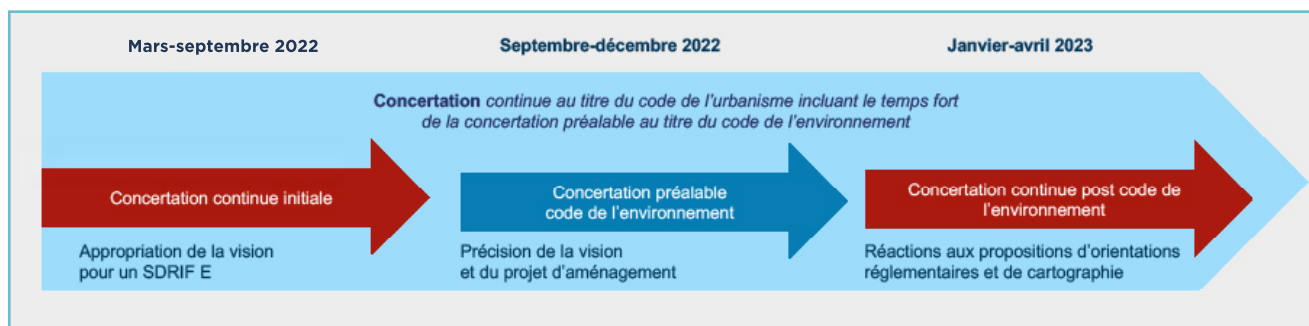 Mars-septembre 2022
Septembre-décembre 2022
Janvier-avril 2023
Concertation continue au titre du code de l'urbanisme incluant le temps fort
de la concertation préalable au titre du code de l'environnement
Concertation continue initiale
Concertation préalable
code de l'environnement
Concertation continue post code de
l'environnement
Appropriation de la vision
pour un SDRIF E
Précision de la vision
et du projet d'aménagement
Réactions aux propositions d'orientations
réglementaires et de cartographie